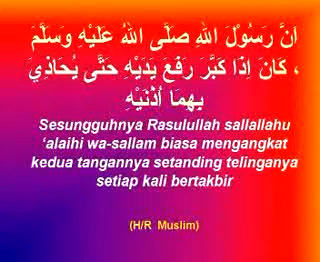 اَنَّ رَسُوْلَ اللهِ صَلَّى اللهُ عَلَيْهِ وَسَلَّمَ
، كَانَ اِذَا كَبَّرَ رَفَعَ يَدَيْهِ حَتَّى يُحَاذِيَ
بِهِمَا اُذُنَيْهِ
Sesungguhnya Rasulullah sallallahu
‘alaihi wa-sallam biasa mengangkat
kedua tangannya setanding telinganya
setiap kali bertakbir
(H/R Muslim)